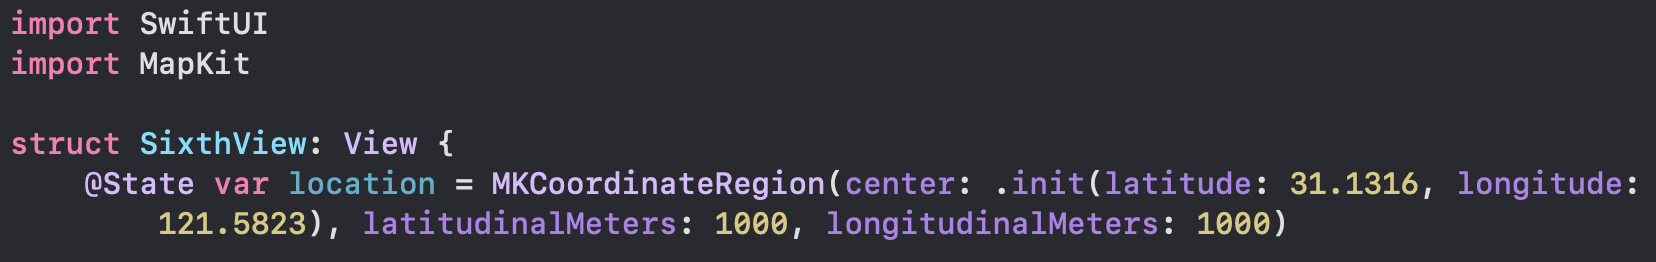 import SwiftUI
import MapKit
struct SixthView: View {
@State var location = MKCoordinateRegion(center: .init(latitude: 31.1316, longitude:
121.5823), latitudinalMeters: 1000, longitudinalMeters: 1000)